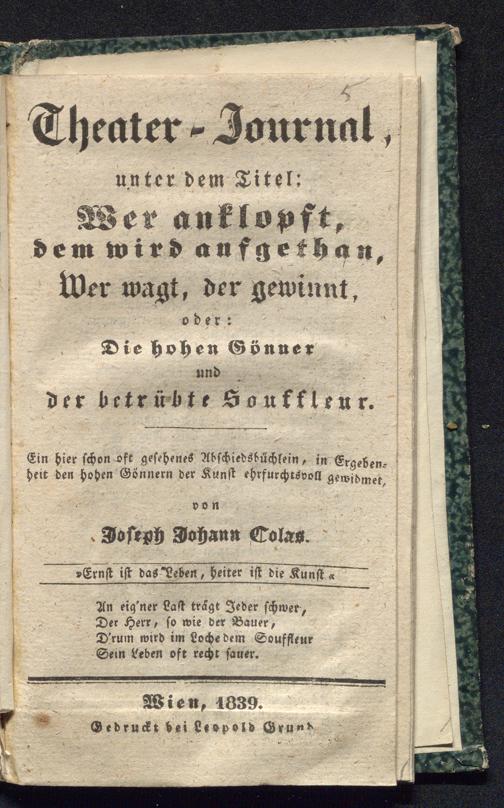 5
Theater-Journal,
unter dem Titel:
Wer anklopft,
dem wird aufgethan,
Wer wagt, der gewinnt,
oder:
Die hohen Gönner
und
der betrübte Souffleur.
Ein hier schon oft gesehenes Abschiedsbüchlein, in Ergeben-
heit den hohen Gönnern der Kunst ehrfurchtsvoll gewidmet,
von
Joseph Johann Colas.
»Ernst ist das Leben, heiter ist die Kunst«
An eig'ner Last trägt Jeder schwer,
Der Herr, so wie der Bauer,
D'rum wird im Loche dem Souffleur
Sein Leben oft recht sauer.
Wien, 1839.
Gedruckt bei Leopold Grund